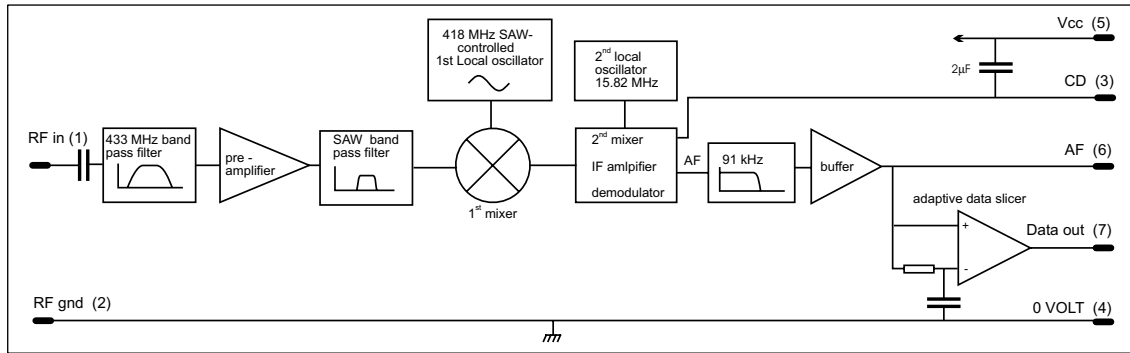 Vcc (5)
418 MHz SAW-
controlled
1st Local oscillator
2nd local
oscillator
15.82 MHz
2µF
CD (3)
RF in (1)
433 MHz band
pass filter
pre -
amplifier
SAW band
pass filter
1st mixer
2nd mixer
IF amlpifier
demodulator
AF
91 kHz
buffer
AF (6)
adaptive data slicer
+
-
Data out (7)
RF gnd (2)
0 VOLT (4)